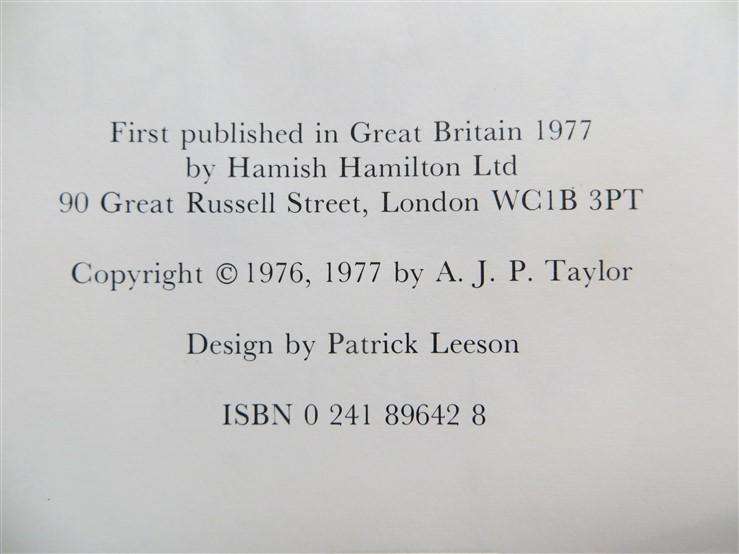 First published in Great Britain 1977
by Hamish Hamilton Ltd
90 Great Russell Street, London WC1B 3PT
Copyright © 1976, 1977 by A. J. P. Taylor
Design by Patrick Leeson
ISBN 0 241 89642 8